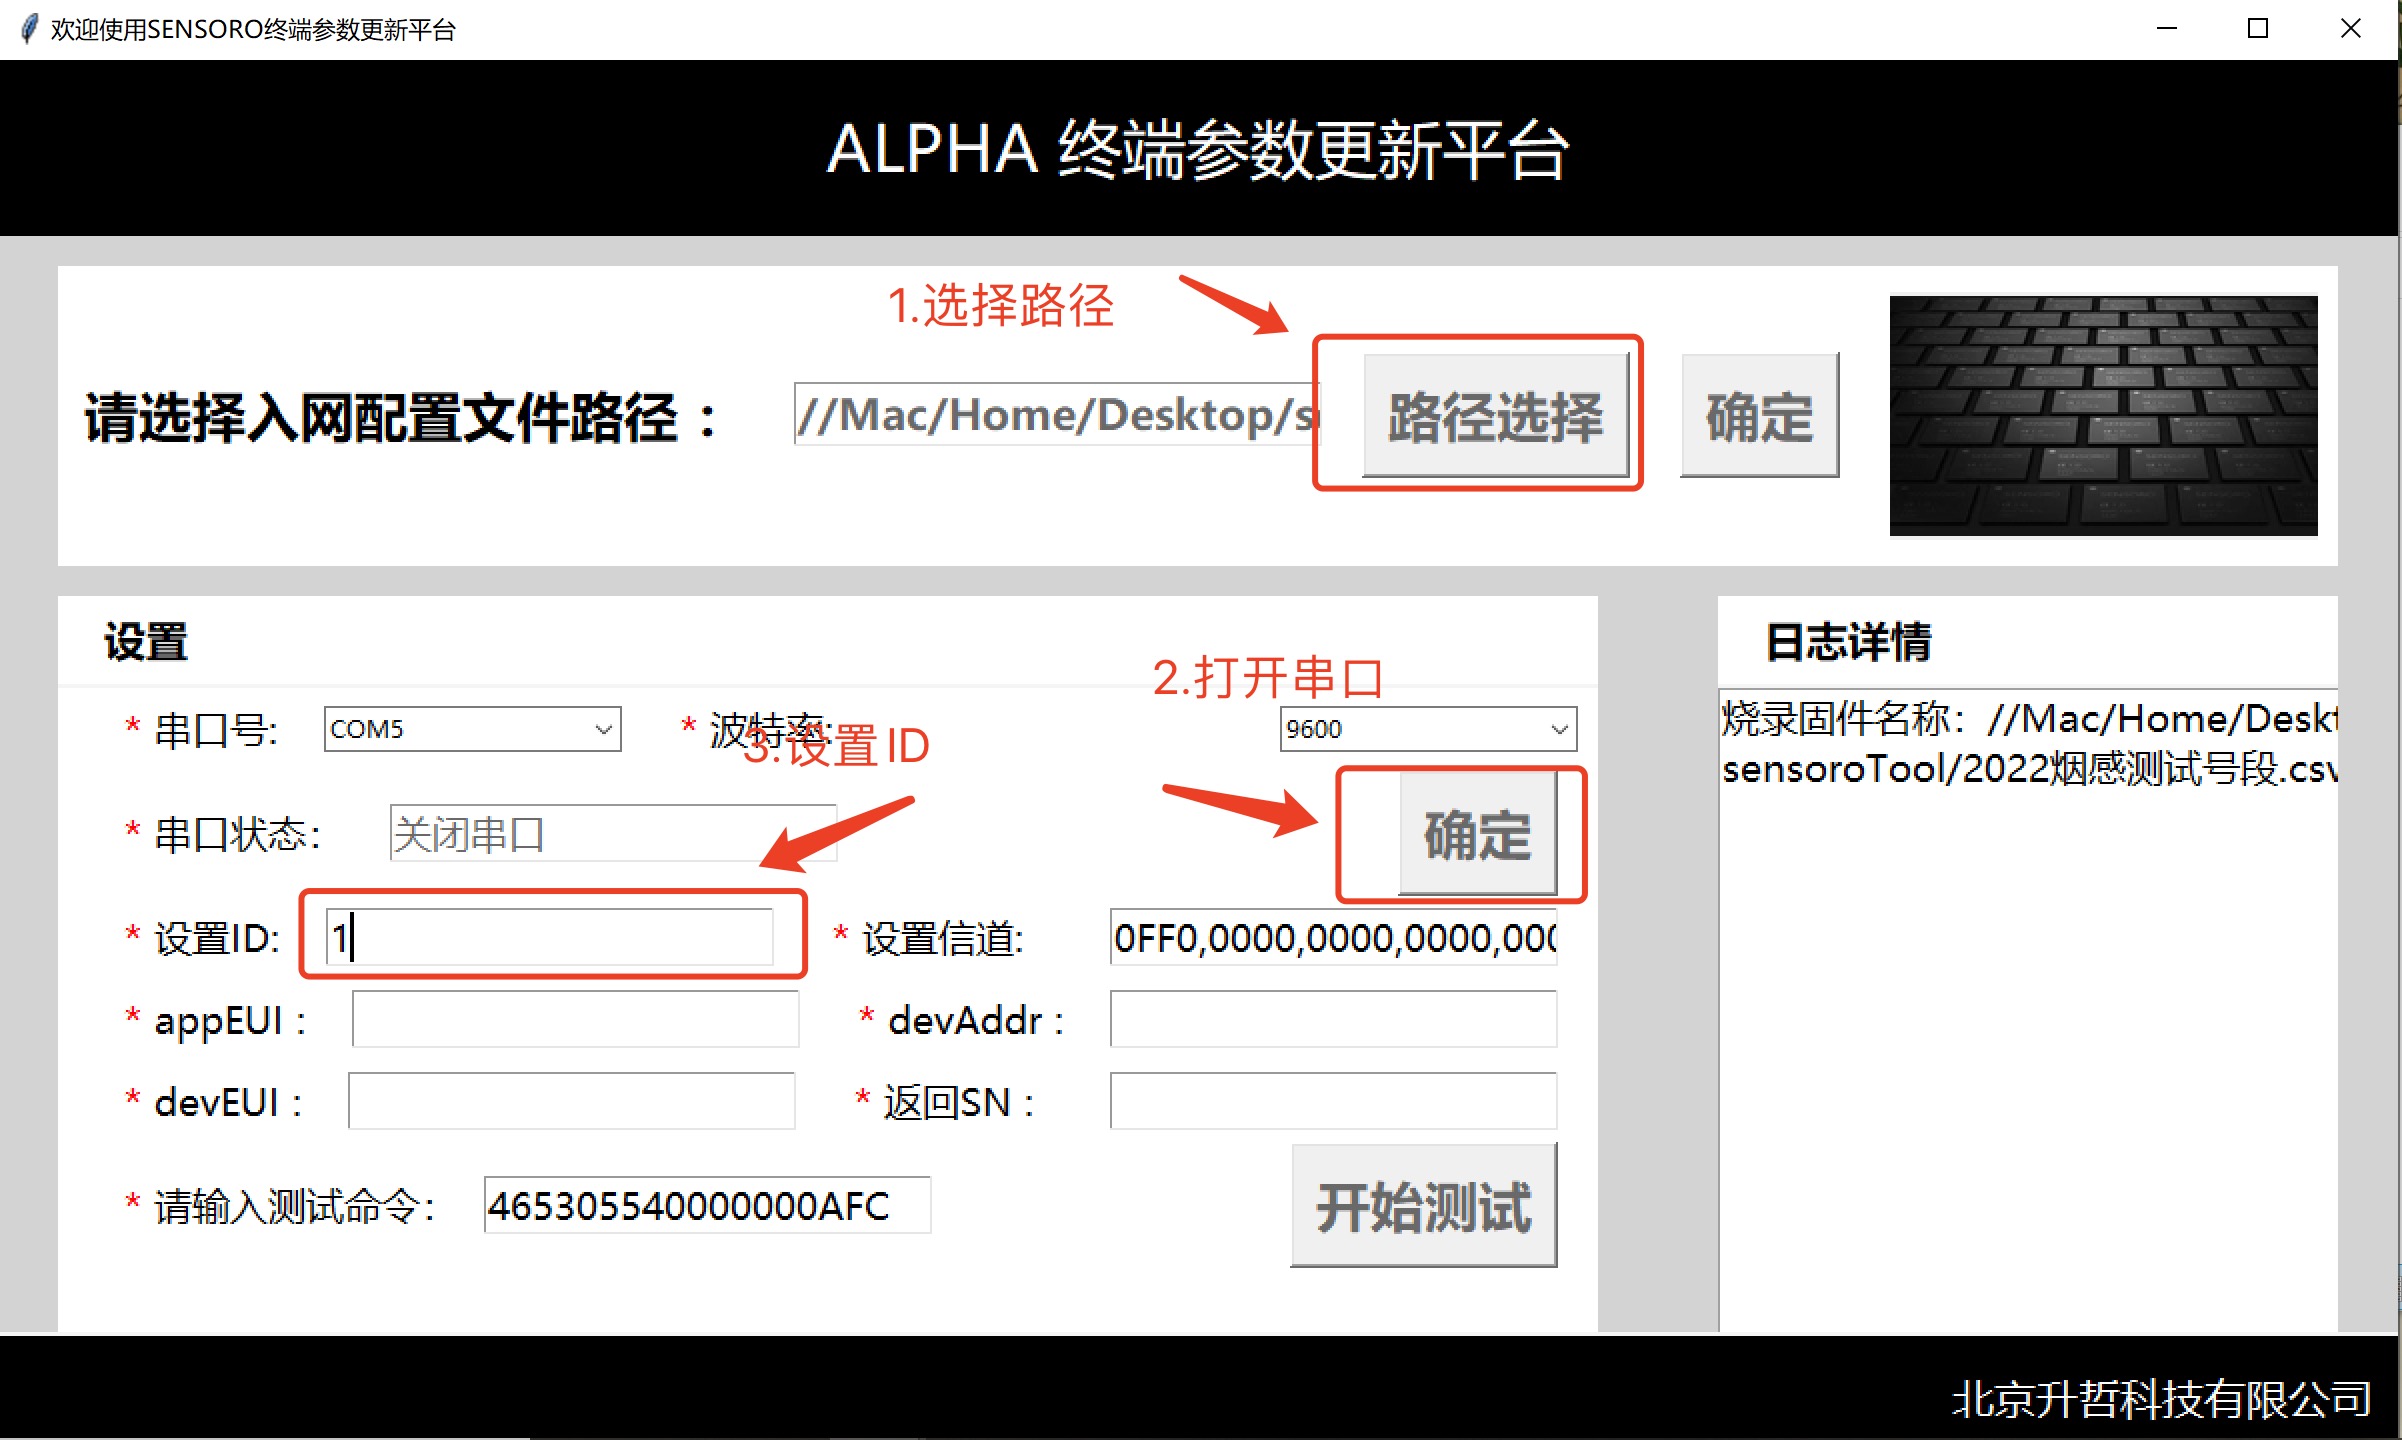 欢迎使用SENSORO终端参数更新平台
ALPHA 终端参数更新平台
1.选择路径
请选择入网配置文件路径：
//Mac/Home/Desktop/s
路径选择
确定
设置
2.打开串口
* 串口号:
COM5
* 波特率:
9600
3.设置ID
* 串口状态:
关闭串口
确定
* 设置ID:
1
* 设置信道:
0FF0,0000,0000,0000,000
* appEUI :
* devAddr :
* devEUI :
* 返回SN :
* 请输入测试命令:
465305540000000AFC
开始测试
日志详情
烧录固件名称: //Mac/Home/Deskt
sensoroTool/2022烟感测试号段.csv
北京升哲科技有限公司